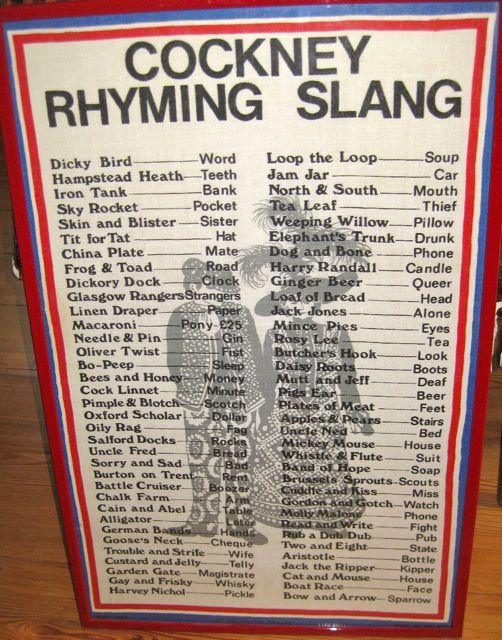 COCKNEY
RHYMING SLANG
Dicky Bird Word
Hampstead Heath Teeth
Iron Tank Bank
Sky Rocket Pocket
Skin and Blister Sister
Tit for Tat Hat
China Plate Mate
Frog & Toad Road
Dickory Dock Clock
Glasgow Rangers Strangers
Linen Draper Paper
Macaroni Pony-£25
Needle & Pin Gin
Oliver Twist Fist
Bo-Peep Sleep
Bees and Honey Money
Cock Linnet Minute
Pimple & Blotch Scotch
Oxford Scholar Dollar
Oily Rag Fag
Salford Docks Rocks
Uncle Fred Bread
Sorry and Sad Bad
Burton on Trent Rent
Battle Cruiser Boozer
Chalk Farm Arm
Cain and Abel Table
Alligator Later
German Bands Hands
Goose's Neck Cheque
Trouble and Strife Wife
Custard and Jelly Telly
Garden Gate Magistrate
Gay and Frisky Whisky
Harvey Nichol Pickle
Loop the Loop Soup
Jam Jar Car
North & South Mouth
Tea Leaf Thief
Weeping Willow Pillow
Elephant's Trunk Drunk
Dog and Bone Phone
Harry Randall Candle
Ginger Beer Queer
Loaf of Bread Head
Jack Jones Alone
Mince Pies Eyes
Rosy Lee Tea
Butcher's Hook Look
Daisy Roots Boots
Mutt and Jeff Deaf
Pigs Ear Beer
Plates of Meat Feet
Apples & Pears Stairs
Uncle Ned Bed
Mickey Mouse House
Whistle & Flute Suit
Band of Hope Soap
Brussels Sprouts Scouts
Cuddle and Kiss Miss
Gordon and Gotch Watch
Molly Malone Phone
Read and Write Fight
Rub a Dub Dub Pub
Two and Eight State
Aristotle Bottle
Jack the Ripper Kipper
Cat and Mouse House
Boat Race Face
Bow and Arrow Sparrow